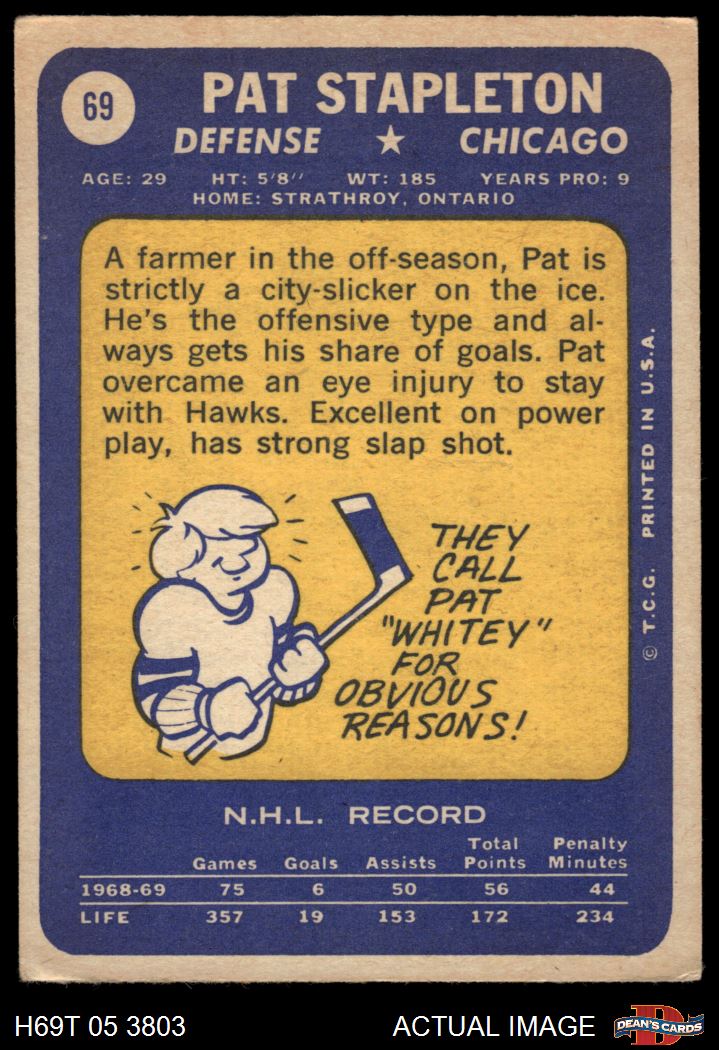 69
PAT STAPLETON
DEFENSE ★ CHICAGO
AGE: 29 HT: 5'8'' WT: 185 YEARS PRO: 9
HOME: STRATHROY, ONTARIO
A farmer in the off-season, Pat is
strictly a city-slicker on the ice.
He's the offensive type and al-
ways gets his share of goals. Pat
overcame an eye injury to stay
with Hawks. Excellent on power
play, has strong slap shot.
THEY
CALL
PAT
"WHITEY"
FOR
OBVIOUS
REASONS!
© T.C.G. PRINTED IN U.S.A.
N.H.L. RECORD
Games Goals Assists Total Points Penalty Minutes
1968-69 75 6 50 56 44
LIFE 357 19 153 172 234
H69T 05 3803 ACTUAL IMAGE D DEAN'S CARDS